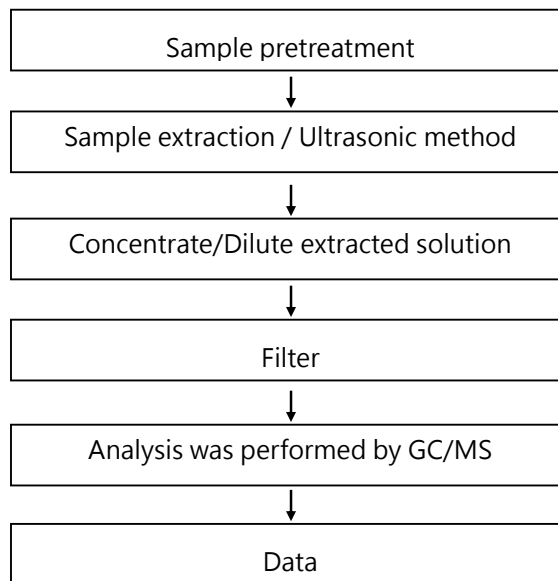 Sample pretreatment
Sample extraction / Ultrasonic method
Concentrate/Dilute extracted solution
Filter
Analysis was performed by GC/MS
Data